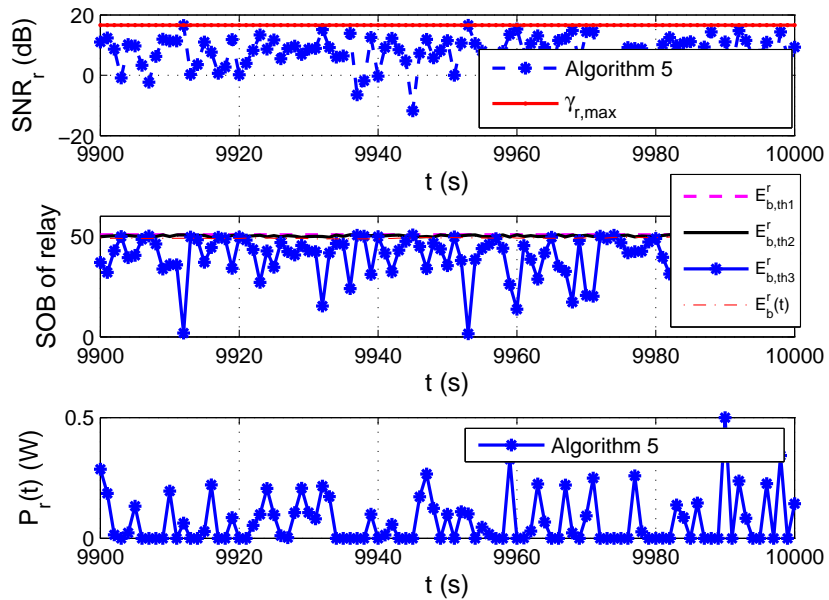 20
0
−20
SNR_r (dB)
Algorithm 5
γ_r,max
9900 9920 9940 9960 9980 10000
t (s)
50
0
SOB of relay
E^r_b,th1
E^r_b,th2
E^r_b,th3
E^r_b(t)
9900 9920 9940 9960 9980 10000
t (s)
0.5
0
P_r(t) (W)
Algorithm 5
9900 9920 9940 9960 9980 10000
t (s)